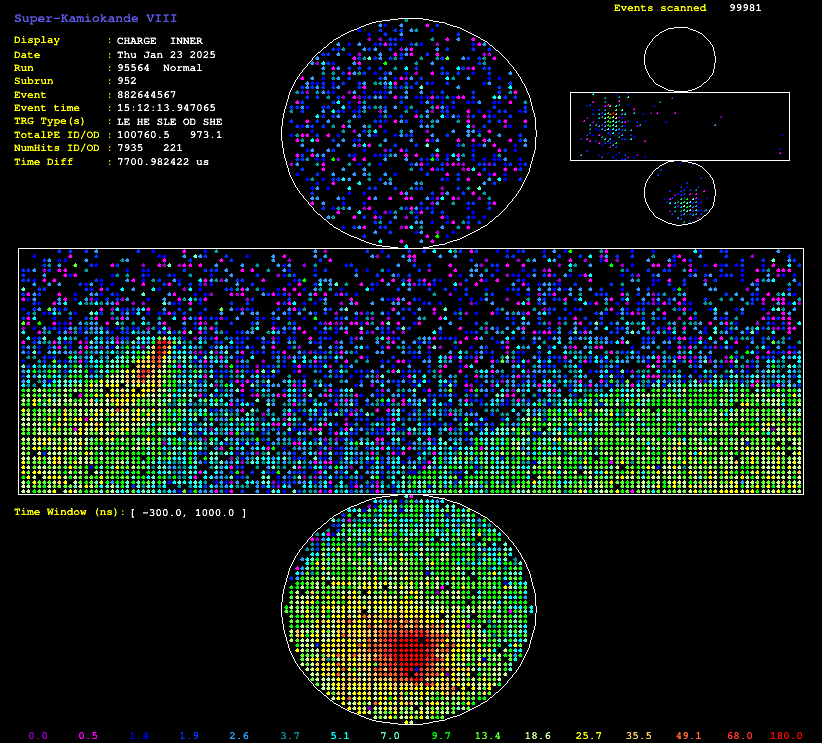 Super-Kamiokande VIII
Events scanned 99981
Display : CHARGE INNER
Date : Thu Jan 23 2025
Run : 95564 Normal
Subrun : 952
Event : 882644567
Event time : 15:12:13.947065
TRG Type(s) : LE HE SLE OD SHE
TotalPE ID/OD : 100760.5 973.1
NumHits ID/OD : 7935 221
Time Diff : 7700.982422 us
Time Window (ns): [ -300.0, 1000.0 ]
0.0 0.5 1.4 1.9 2.6 3.7 5.1 7.0 9.7 13.4 18.6 25.7 35.5 49.1 68.0 180.0